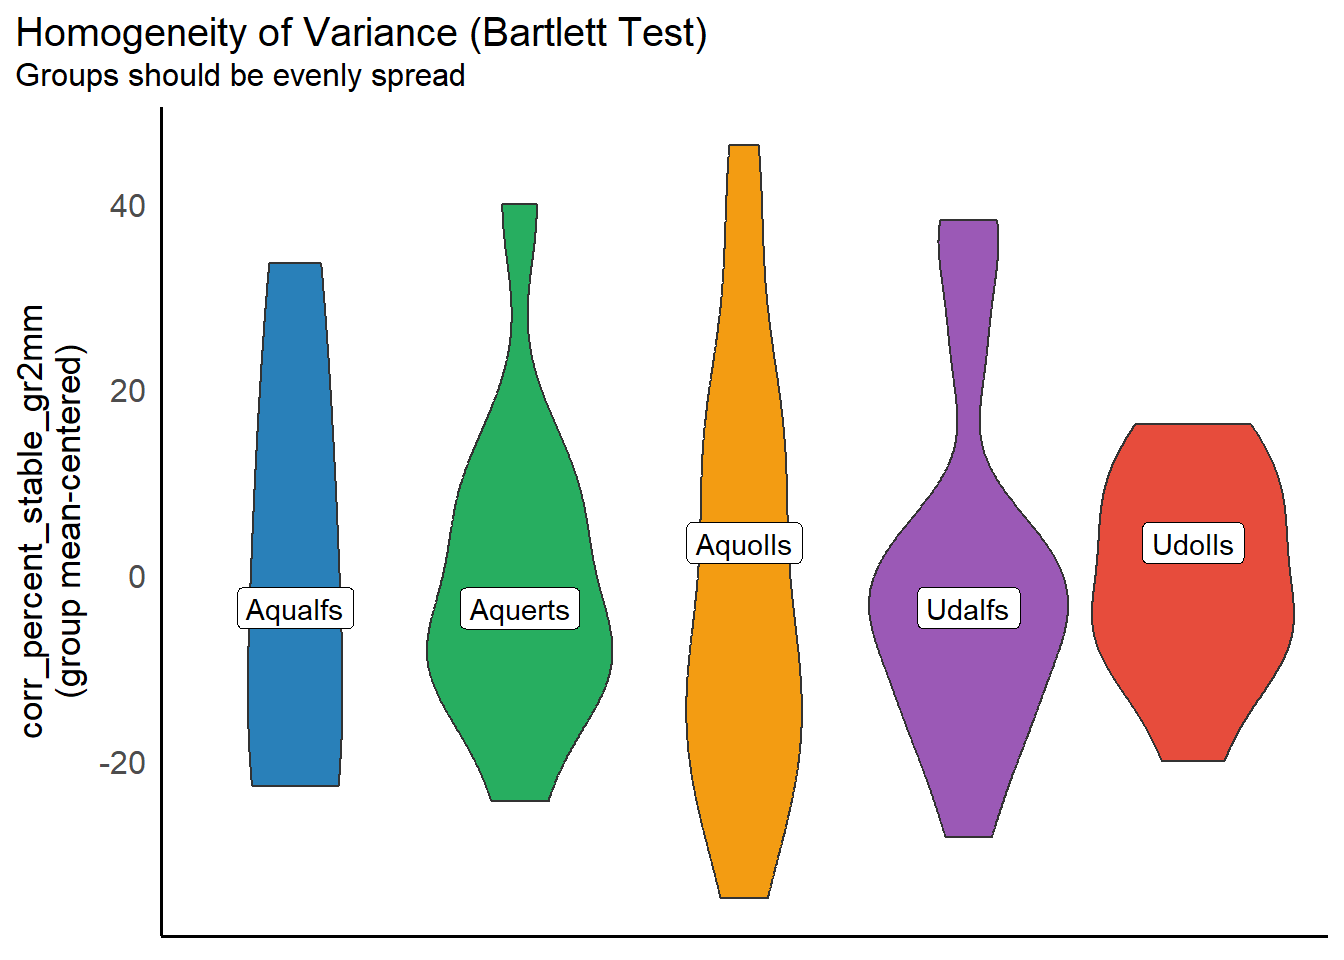 Homogeneity of Variance (Bartlett Test)
Groups should be evenly spread
corr_percent_stable_gr2mm
(group mean-centered)
40
20
0
-20
Aqualfs
Aquerts
Aquolls
Udalfs
Udolls